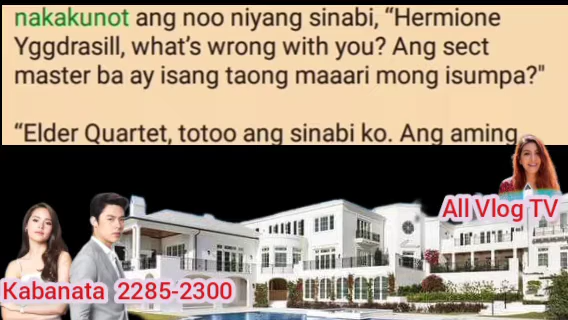 nakakunot ang noo niyang sinabi, “Hermione
Yggdrasill, what’s wrong with you? Ang sect
master ba ay isang taong maaari mong isumpa?"
“Elder Quartet, totoo ang sinabi ko. Ang aming
All Vlog TV
Kabanata 2285-2300